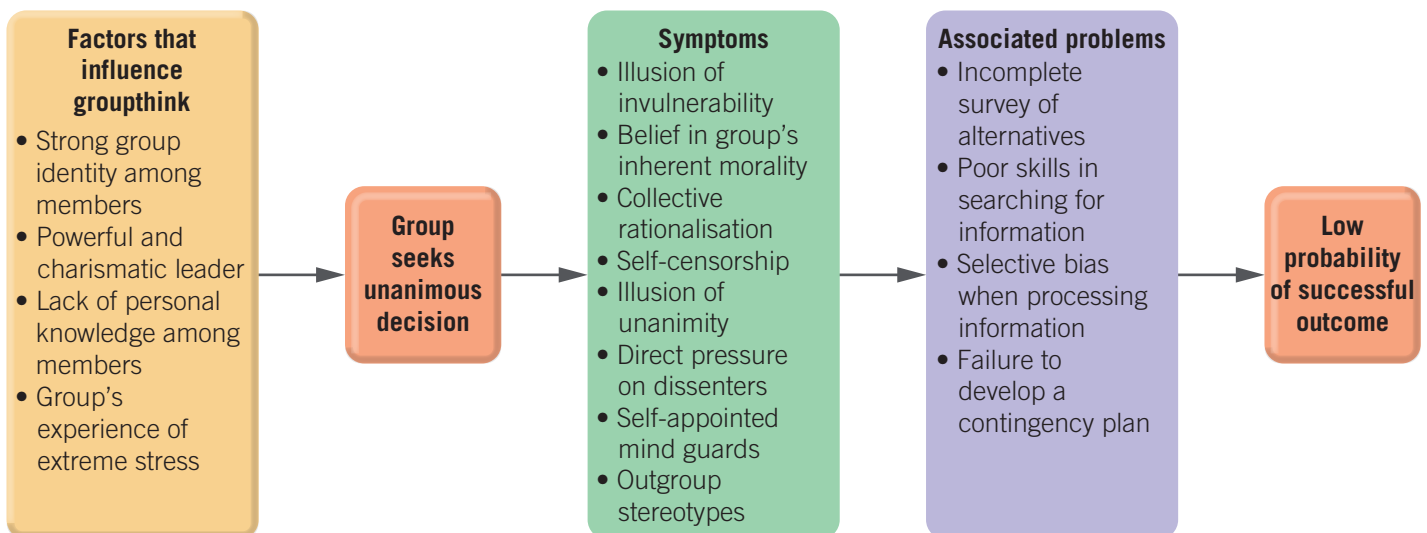 Factors that
influence
groupthink
• Strong group
identity among
members
• Powerful and
charismatic leader
• Lack of personal
knowledge among
members
• Group’s
experience of
extreme stress
Group
seeks
unanimous
decision
Symptoms
• Illusion of
invulnerability
• Belief in group’s
inherent morality
• Collective
rationalisation
• Self-censorship
• Illusion of
unanimity
• Direct pressure
on dissenters
• Self-appointed
mind guards
• Outgroup
stereotypes
Associated problems
• Incomplete
survey of
alternatives
• Poor skills in
searching for
information
• Selective bias
when processing
information
• Failure to
develop a
contingency plan
Low
probability
of successful
outcome